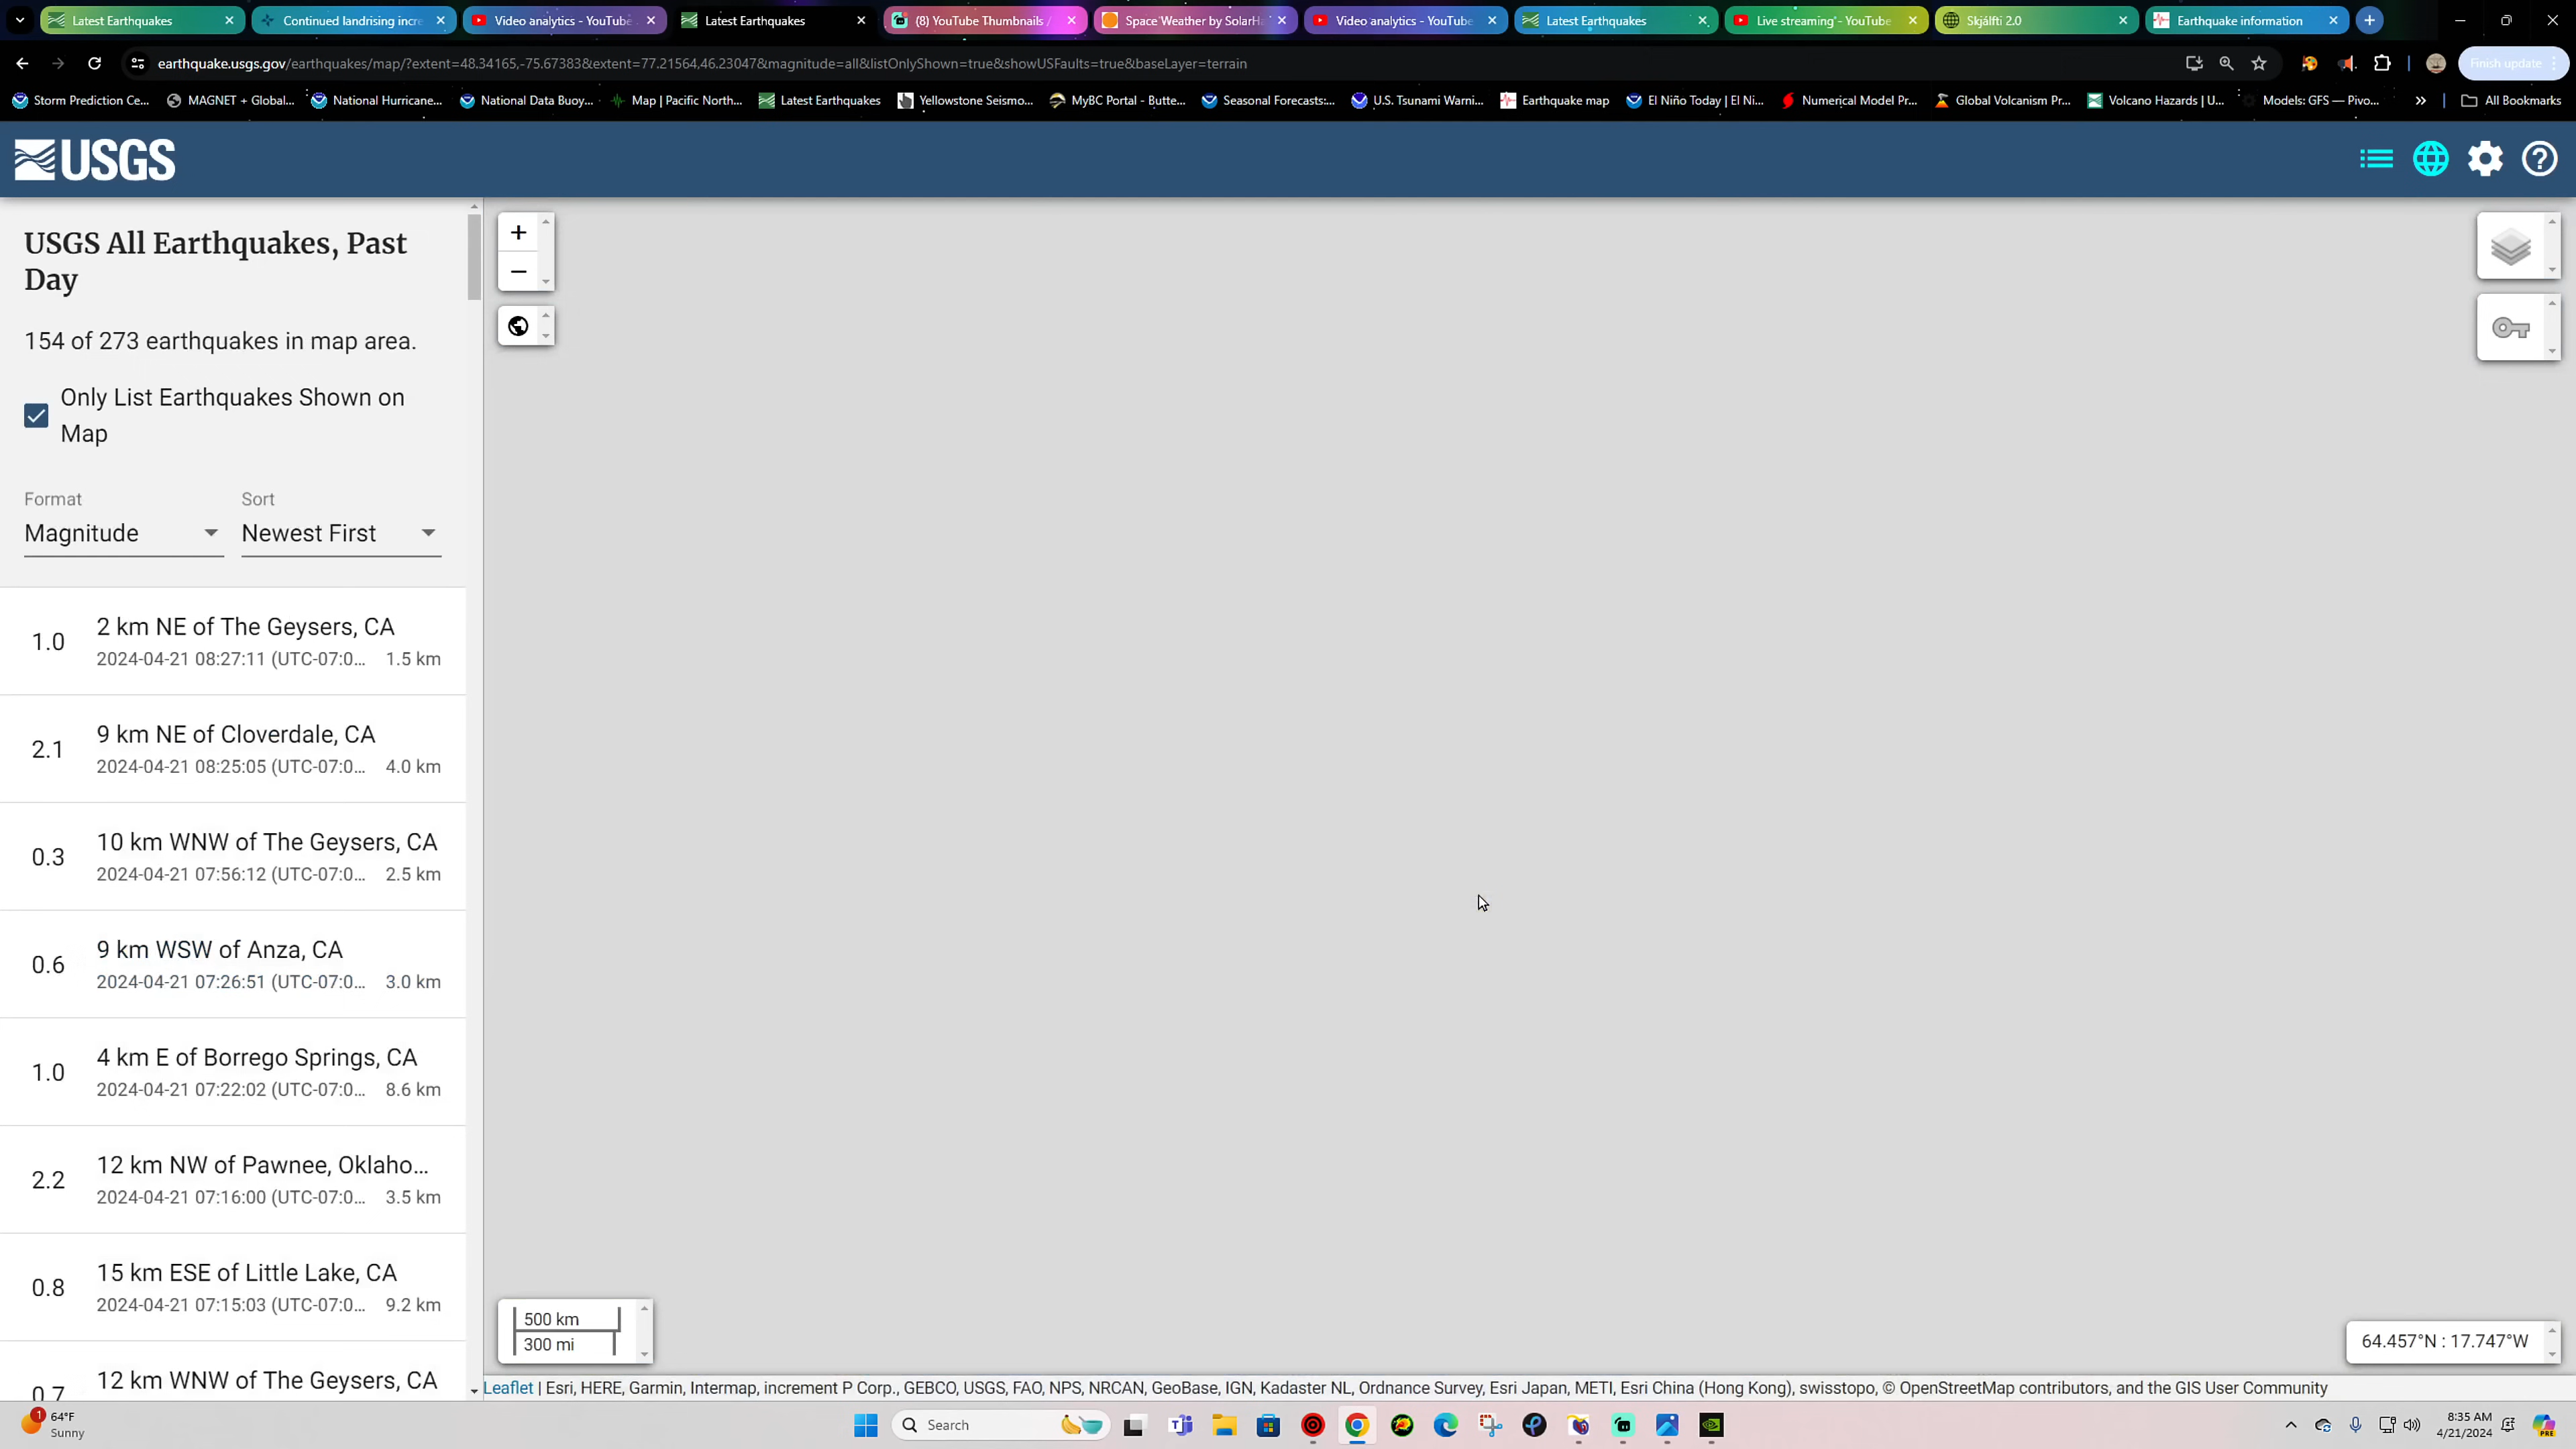 Latest Earthquakes
Continued landrising incre
Video analytics - YouTube
Latest Earthquakes
(8) YouTube Thumbnails /
Space Weather by SolarHa
Video analytics - YouTube
Latest Earthquakes
Live streaming - YouTube
Skjálfti 2.0
Earthquake information
earthquake.usgs.gov/earthquakes/map/?extent=48.34165,-75.67383&extent=77.21564,46.23047&magnitude=all&listOnlyShown=true&showUSFaults=true&baseLayer=terrain
Finish update
Storm Prediction Ce...
MAGNET + Global...
National Hurricane...
National Data Buoy...
Map | Pacific North...
Latest Earthquakes
Yellowstone Seismo...
MyBC Portal - Butte...
Seasonal Forecasts:...
U.S. Tsunami Warni...
Earthquake map
El Niño Today | El Ni...
Numerical Model Pr...
Global Volcanism Pr...
Volcano Hazards | U...
Models: GFS — Pivo...
All Bookmarks
USGS
USGS All Earthquakes, Past
Day
154 of 273 earthquakes in map area.
Only List Earthquakes Shown on
Map
Format
Sort
Magnitude
Newest First
1.0
2 km NE of The Geysers, CA
2024-04-21 08:27:11 (UTC-07:0... 1.5 km
2.1
9 km NE of Cloverdale, CA
2024-04-21 08:25:05 (UTC-07:0... 4.0 km
0.3
10 km WNW of The Geysers, CA
2024-04-21 07:56:12 (UTC-07:0... 2.5 km
0.6
9 km WSW of Anza, CA
2024-04-21 07:26:51 (UTC-07:0... 3.0 km
1.0
4 km E of Borrego Springs, CA
2024-04-21 07:22:02 (UTC-07:0... 8.6 km
2.2
12 km NW of Pawnee, Oklaho...
2024-04-21 07:16:00 (UTC-07:0... 3.5 km
0.8
15 km ESE of Little Lake, CA
2024-04-21 07:15:03 (UTC-07:0... 9.2 km
0.7
12 km WNW of The Geysers, CA
+
−
500 km
300 mi
64.457°N : 17.747°W
Leaflet | Esri, HERE, Garmin, Intermap, increment P Corp., GEBCO, USGS, FAO, NPS, NRCAN, GeoBase, IGN, Kadaster NL, Ordnance Survey, Esri Japan, METI, Esri China (Hong Kong), swisstopo, © OpenStreetMap contributors, and the GIS User Community
1
64°F
Sunny
Search
8:35 AM
4/21/2024
PRE